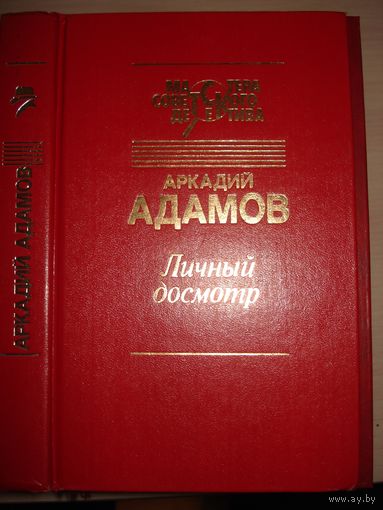 МАСТЕРА
СОВЕТСКОГО
ДЕТЕКТИВА
АРКАДИЙ
АДАМОВ
Личный
досмотр
АРКАДИЙ АДАМОВ
www.ay.by